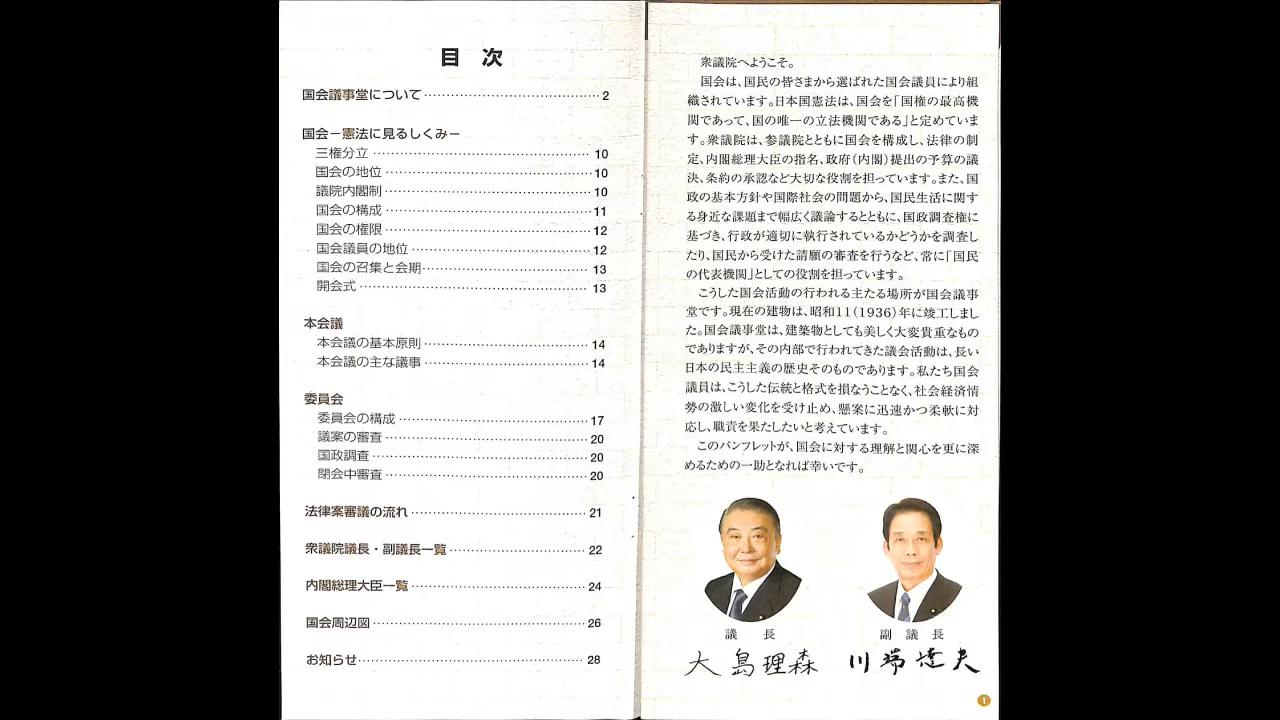 目 次
国会議事堂について 2
国会－憲法に見るしくみ－
三権分立 10
国会の地位 10
議院内閣制 10
国会の構成 11
国会の権限 12
国会議員の地位 12
国会の召集と会期 13
開会式 13
本会議
本会議の基本原則 14
本会議の主な議事 14
委員会
委員会の構成 17
議案の審査 20
国政調査 20
閉会中審査 20
法律案審議の流れ 21
衆議院議長・副議長一覧 22
内閣総理大臣一覧 24
国会周辺図 26
お知らせ 28
衆議院へようこそ。
国会は、国民の皆さまから選ばれた国会議員により組
織されています。日本国憲法は、国会を「国権の最高機
関であって、国の唯一の立法機関である」と定めていま
す。衆議院は、参議院とともに国会を構成し、法律の制
定、内閣総理大臣の指名、政府（内閣）提出の予算の議
決、条約の承認など大切な役割を担っています。また、国
政の基本方針や国際社会の問題から、国民生活に関す
る身近な課題まで幅広く議論するとともに、国政調査権に
基づき、行政が適切に執行されているかどうかを調査し
たり、国民から受けた請願の審査を行うなど、常に「国民
の代表機関」としての役割を担っています。
こうした国会活動の行われる主たる場所が国会議事
堂です。現在の建物は、昭和11（1936）年に竣工しまし
た。国会議事堂は、建築物としても美しく大変貴重なもの
でありますが、その内部で行われてきた議会活動は、長い
日本の民主主義の歴史そのものであります。私たち国会
議員は、こうした伝統と格式を損なうことなく、社会経済情
勢の激しい変化を受け止め、懸案に迅速かつ柔軟に対
応し、職責を果たしたいと考えています。
このパンフレットが、国会に対する理解と関心を更に深
めるための一助となれば幸いです。
議 長
大島理森
副 議 長
川端達夫
1